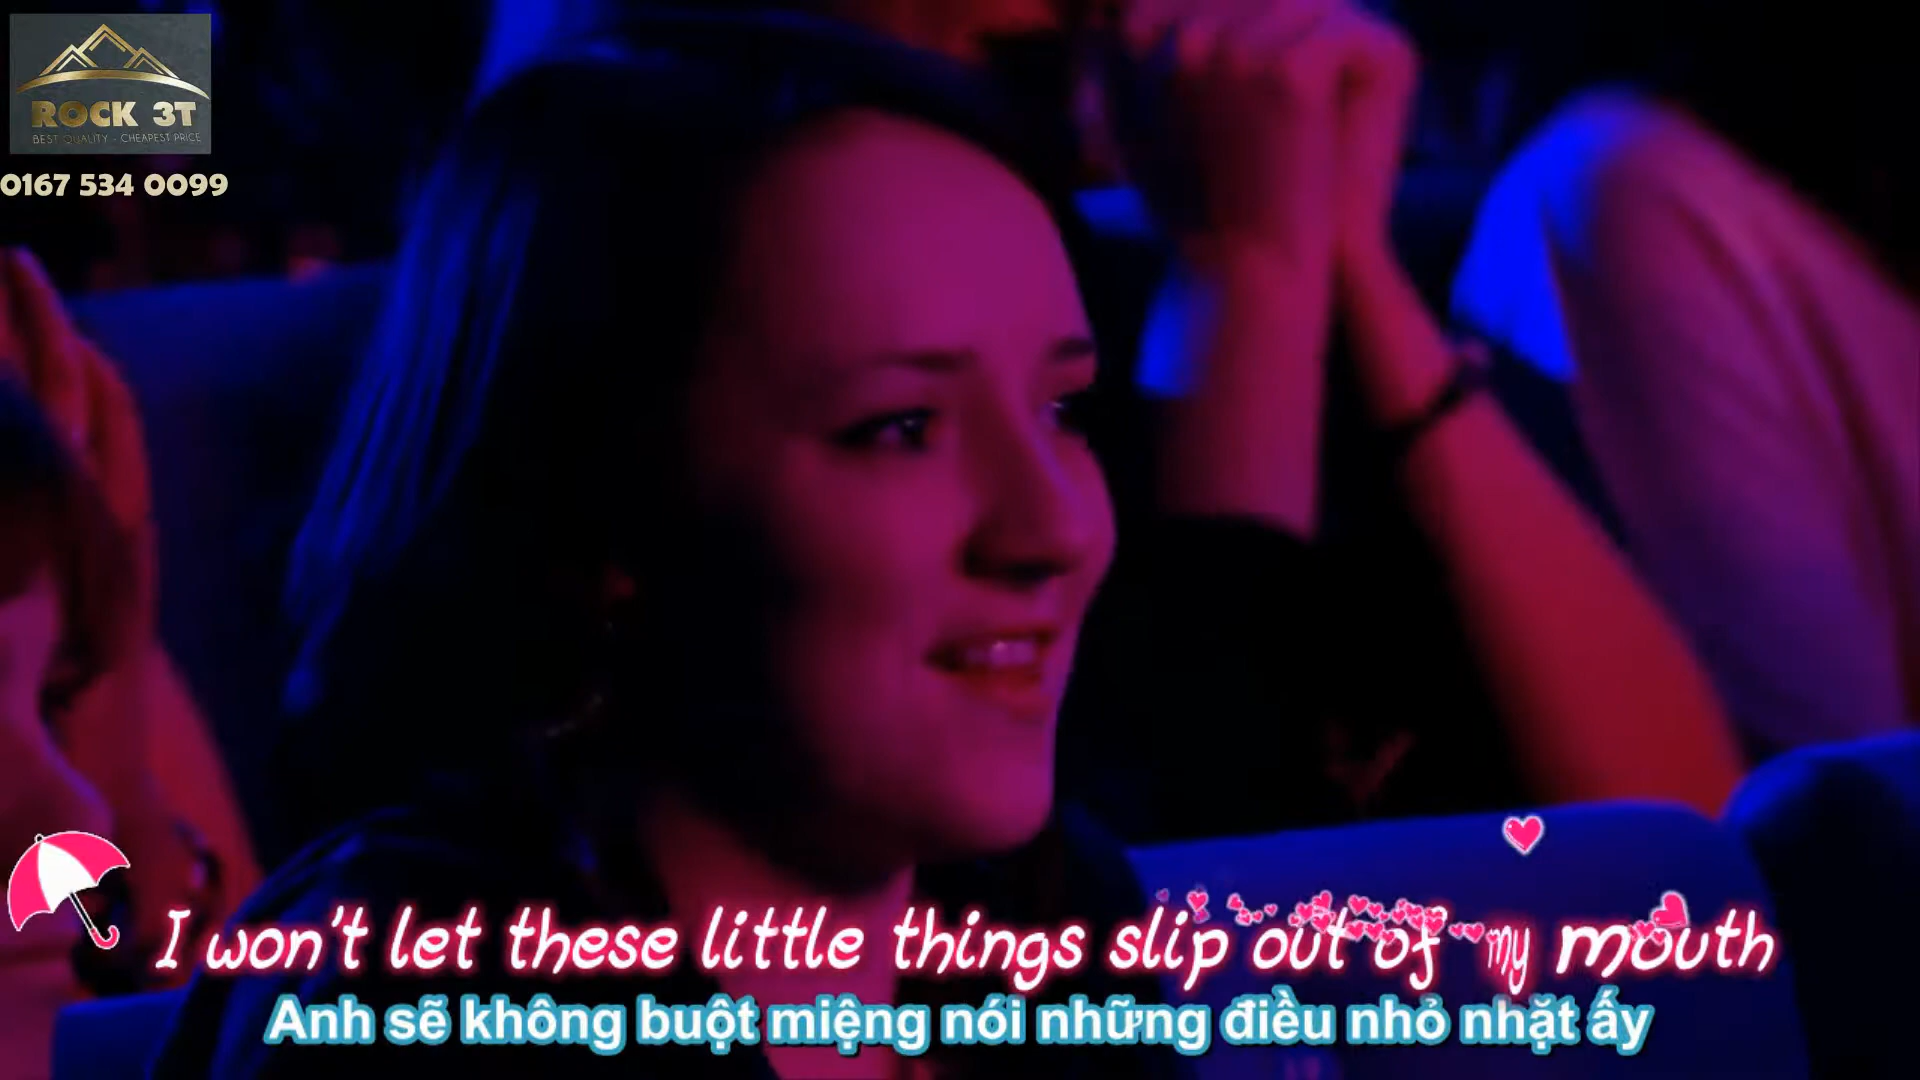 ROCK 3T
BEST QUALITY - CHEAPEST PRICE
0167 534 0099
I won't let these little things slip out of my mouth
Anh sẽ không buột miệng nói những điều nhỏ nhặt ấy